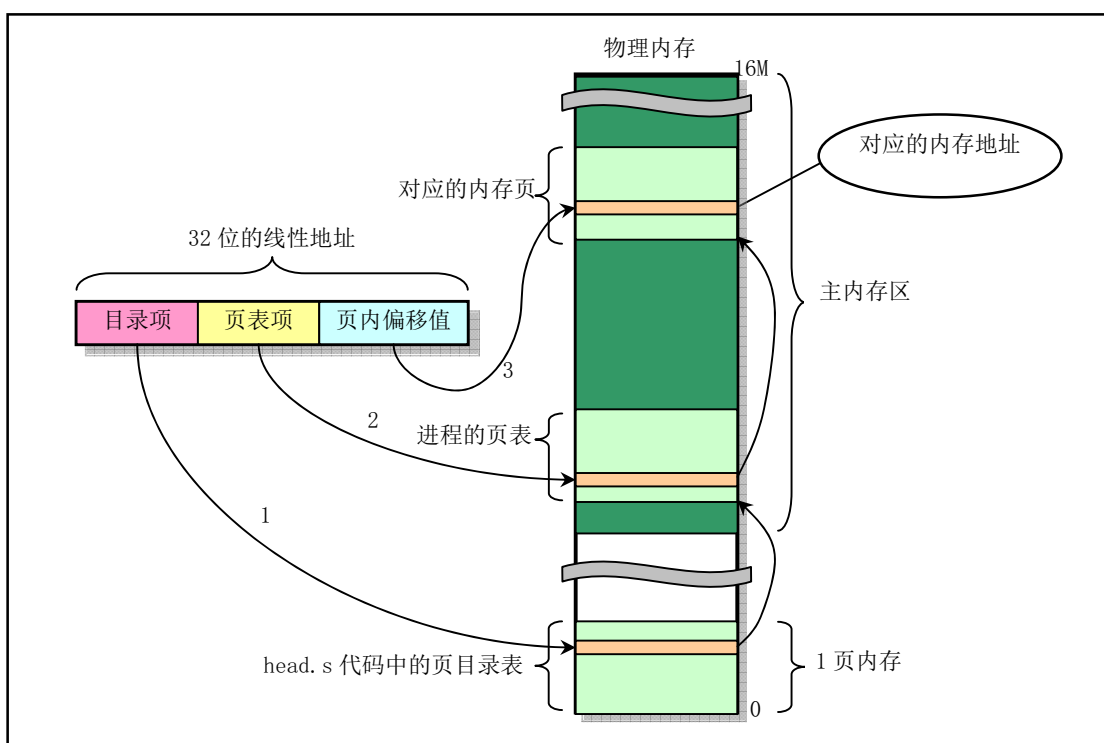 物理内存
16M
对应的内存地址
对应的内存页
32 位的线性地址
主内存区
目录项
页表项
页内偏移值
3
2
进程的页表
1
head.s 代码中的页目录表
1 页内存
0